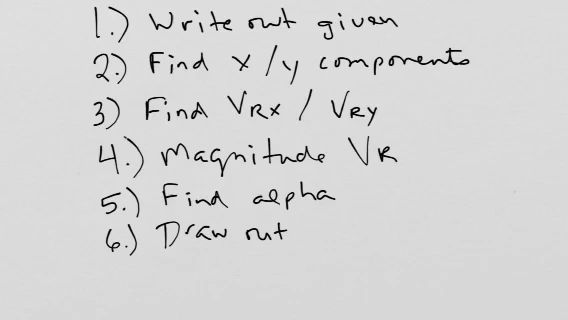 1.) Write out given
2.) Find x/y components
3) Find VRx / VRy
4.) Magnitude VR
5.) Find alpha
6.) Draw out